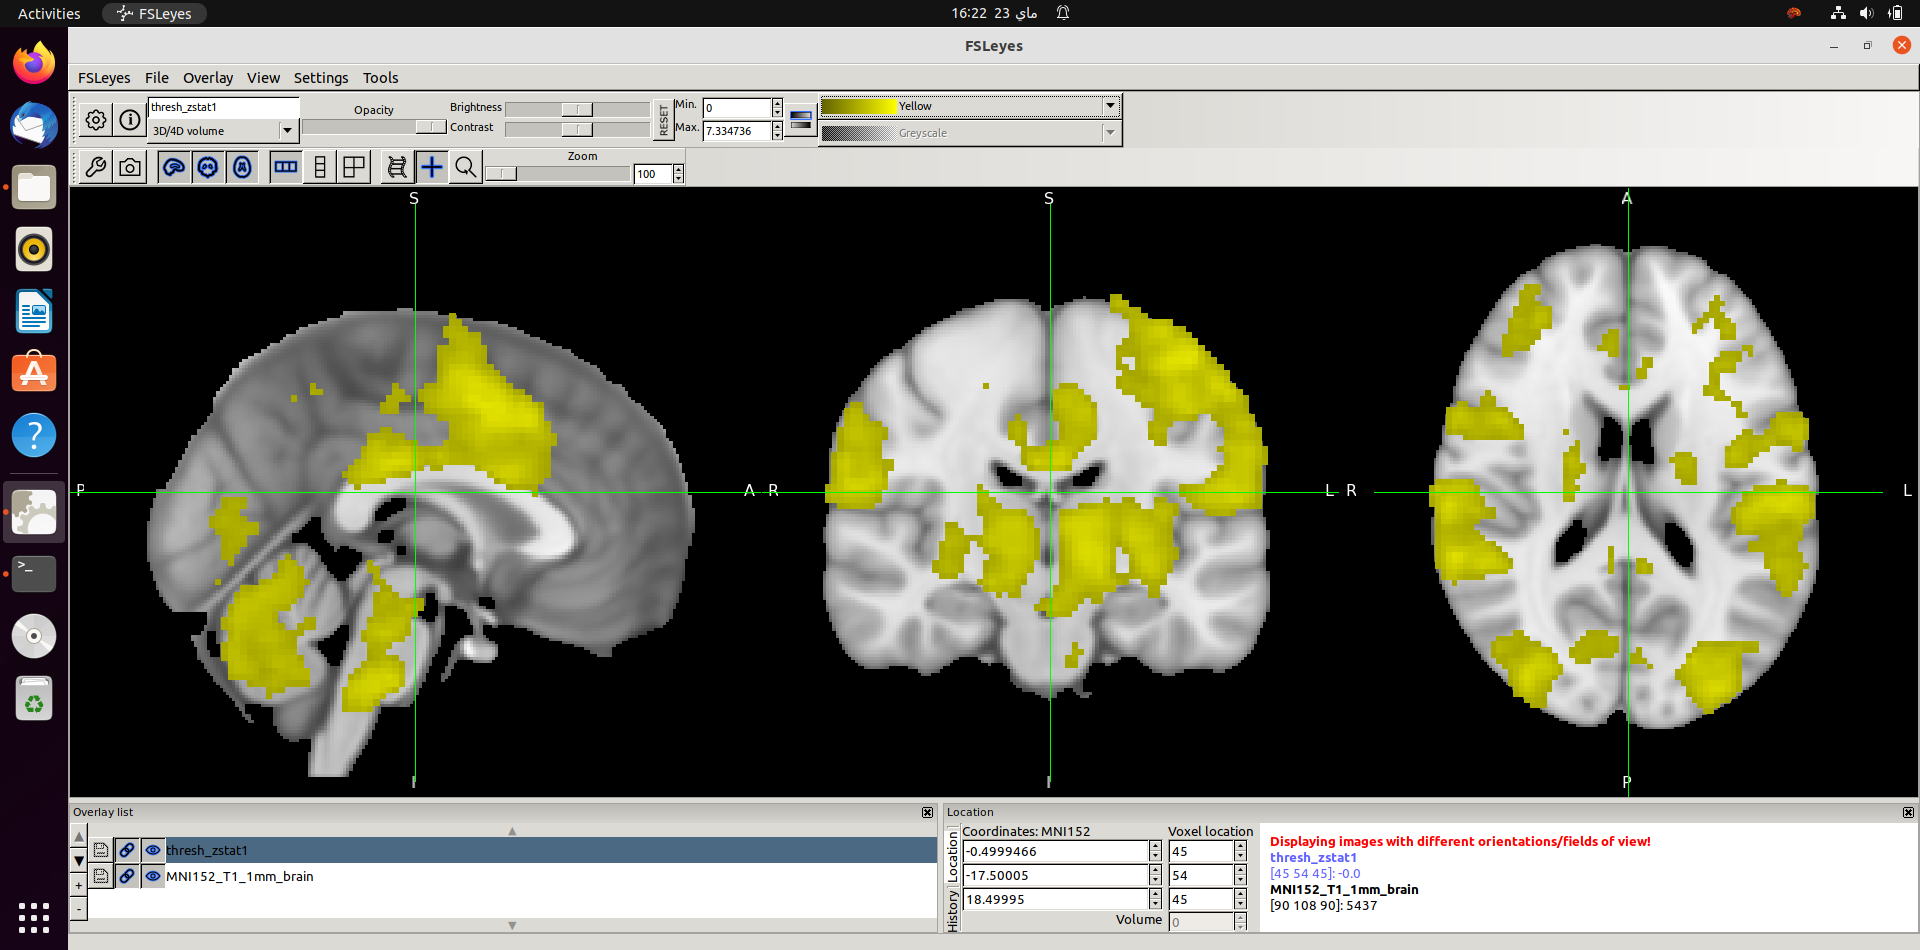 Activities
FSLeyes
16:22 23 ماي
FSLeyes
FSLeyes File Overlay View Settings Tools
thresh_zstat1
3D/4D volume
Opacity
Brightness
Contrast
RESET
Min.
0
Max.
7.334736
Yellow
Greyscale
Zoom
100
S
P
A
I
S
R
L
I
A
R
L
P
Overlay list
thresh_zstat1
MNI152_T1_1mm_brain
+
-
Location
Location
History
Coordinates: MNI152
Voxel location
-0.4999466
45
-17.50005
54
18.49995
45
Volume
0
Displaying images with different orientations/fields of view!
thresh_zstat1
[45 54 45]: -0.0
MNI152_T1_1mm_brain
[90 108 90]: 5437